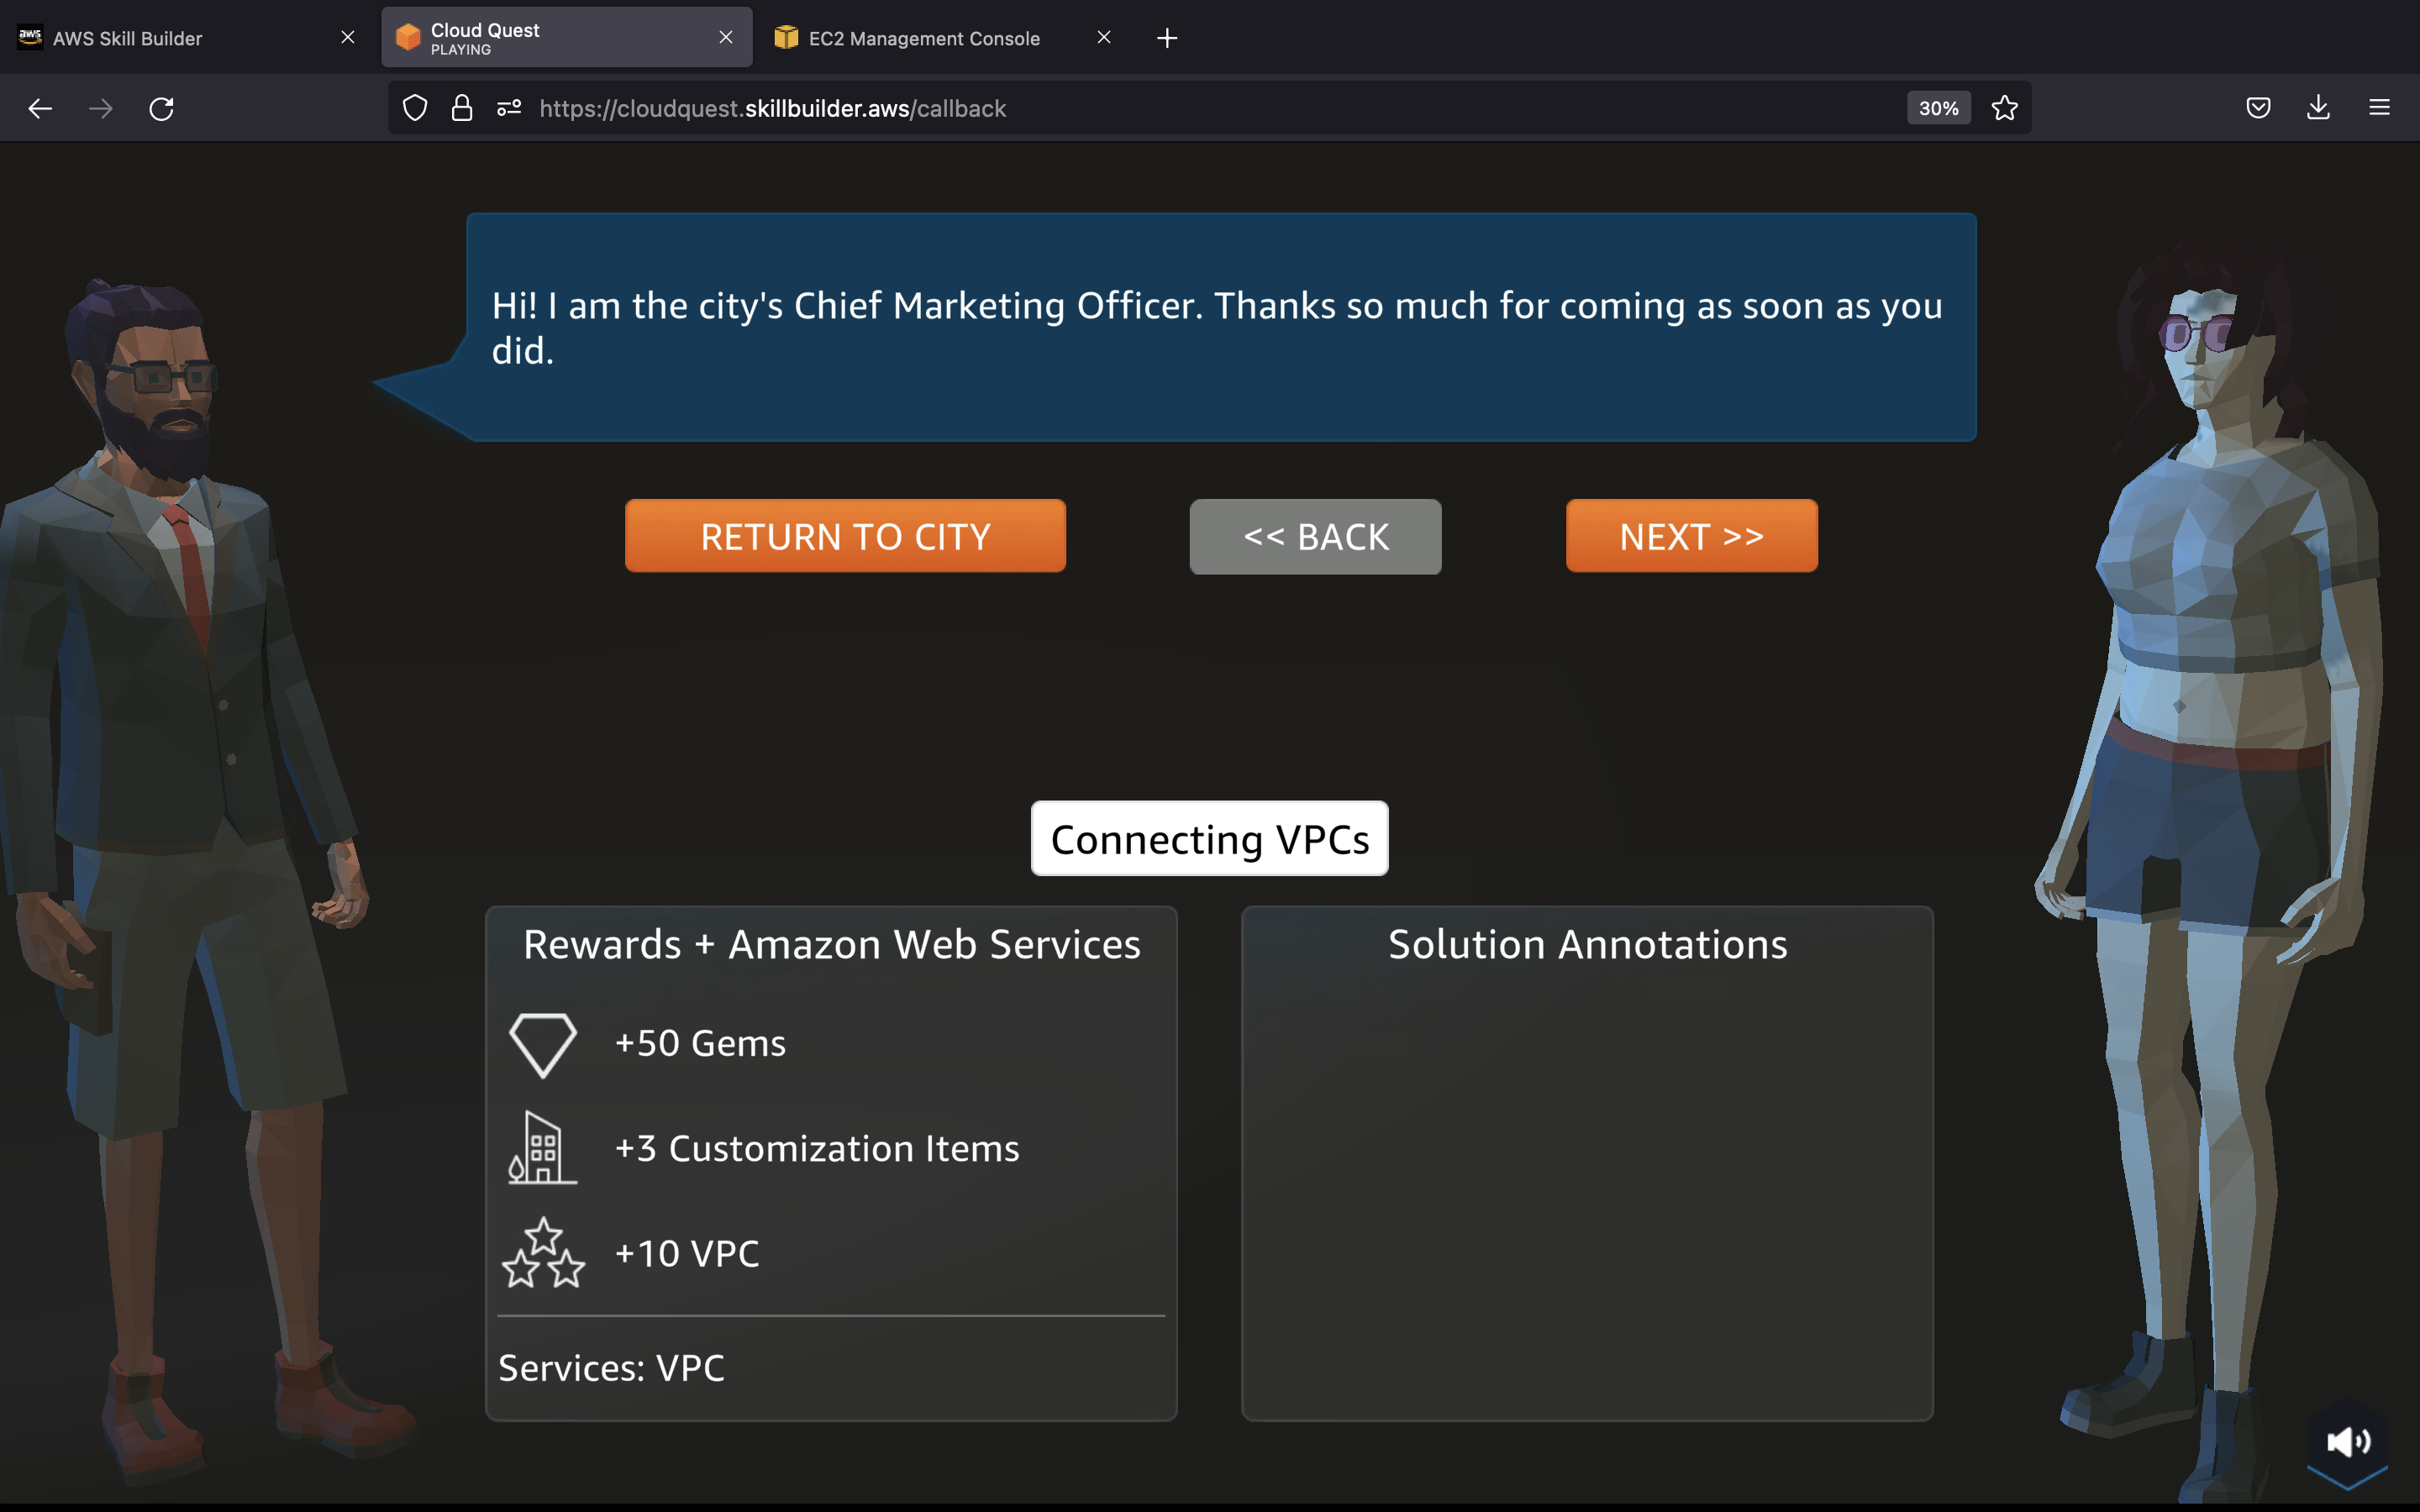 aws AWS Skill Builder
Cloud Quest
PLAYING
EC2 Management Console
https://cloudquest.skillbuilder.aws/callback
30%
Hi! I am the city's Chief Marketing Officer. Thanks so much for coming as soon as you
did.
RETURN TO CITY
<< BACK
NEXT >>
Connecting VPCs
Rewards + Amazon Web Services
+50 Gems
+3 Customization Items
+10 VPC
Services: VPC
Solution Annotations